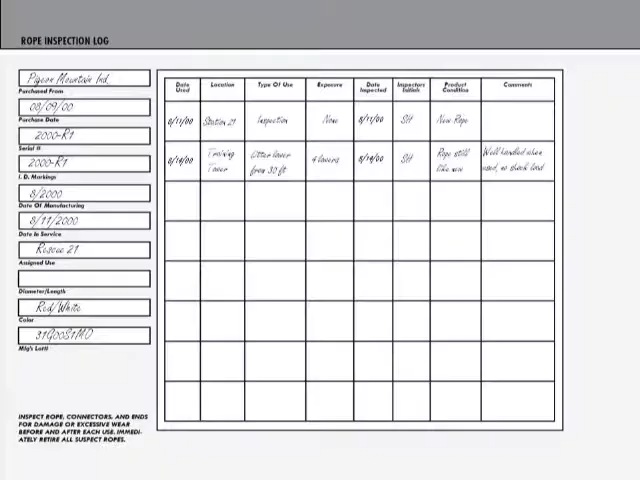 ROPE INSPECTION LOG
Pigeon Mountain Ind.
Purchased From
08/09/00
Purchase Date
2000-R1
Serial #
2000-R1
I. D. Markings
8/2000
Date Of Manufacturing
8/11/2000
Date In Service
Rescue 21
Assigned Use
Diameter/Length
Red/White
Color
Mfg's Lot#
INSPECT ROPE, CONNECTORS, AND ENDS
FOR DAMAGE OR EXCESSIVE WEAR
BEFORE AND AFTER EACH USE. IMMEDI-
ATELY RETIRE ALL SUSPECT ROPES.
Date Used Location Type Of Use Exposure Date Inspected Inspectors Initials Product Condition Comments
8/11/00 Station 21 Inspection None 8/11/00 SH New Rope
8/14/00 Training Tower Litter lower from 30 ft 4 lowers 8/14/00 SH Rope still like new Well handled when used, no shock load